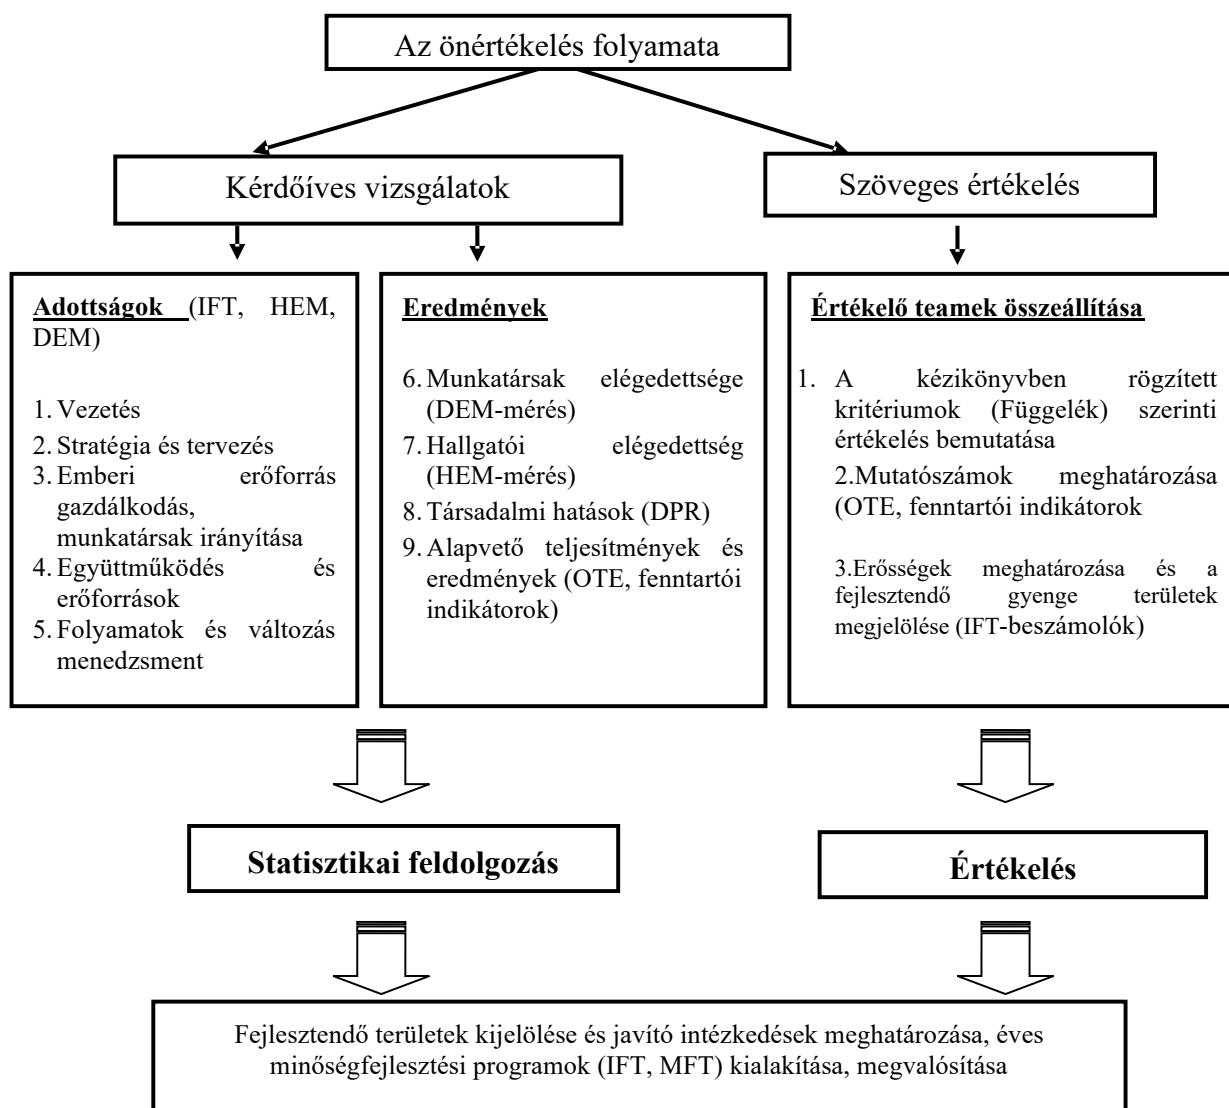 Az önértékelés folyamata
Kérdőíves vizsgálatok
Szöveges értékelés
Adottságok (IFT, HEM,
DEM)
1. Vezetés
2. Stratégia és tervezés
3. Emberi erőforrás
gazdálkodás,
munkatársak irányítása
4. Együttműködés és
erőforrások
5. Folyamatok és változás
menedzsment
Eredmények
6. Munkatársak elégedettsége
(DEM-mérés)
7. Hallgatói elégedettség
(HEM-mérés)
8. Társadalmi hatások (DPR)
9. Alapvető teljesítmények és
eredmények (OTE, fenntartói
indikátorok)
Értékelő teamek összeállítása
1. A kézikönyvben rögzített
kritériumok (Függelék) szerinti
értékelés bemutatása
2.Mutatószámok meghatározása
(OTE, fenntartói indikátorok
3.Erősségek meghatározása és a
fejlesztendő gyenge területek
megjelölése (IFT-beszámolók)
Statisztikai feldolgozás
Értékelés
Fejlesztendő területek kijelölése és javító intézkedések meghatározása, éves
minőségfejlesztési programok (IFT, MFT) kialakítása, megvalósítása